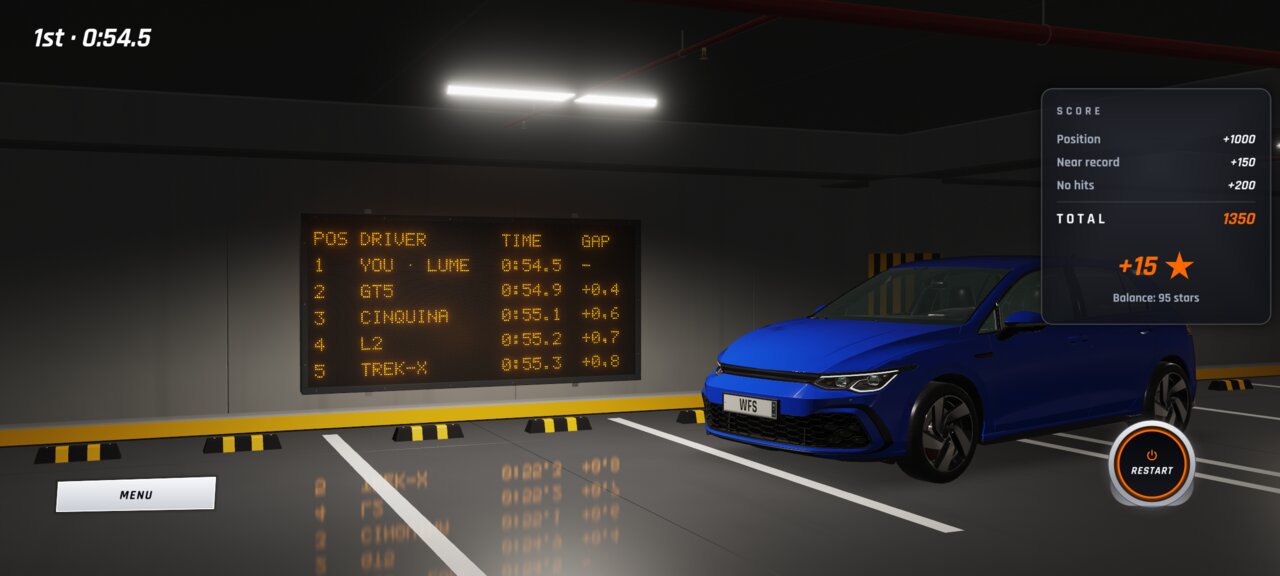 1st · 0:54.5
SCORE
Position +1000
Near record +150
No hits +200
TOTAL 1350
+15 ★
Balance: 95 stars
POS DRIVER TIME GAP
1 YOU · LUME 0:54.5 -
2 GT5 0:54.9 +0.4
3 CINQUINA 0:55.1 +0.6
4 L2 0:55.2 +0.7
5 TREK-X 0:55.3 +0.8
WFS
MENU
RESTART